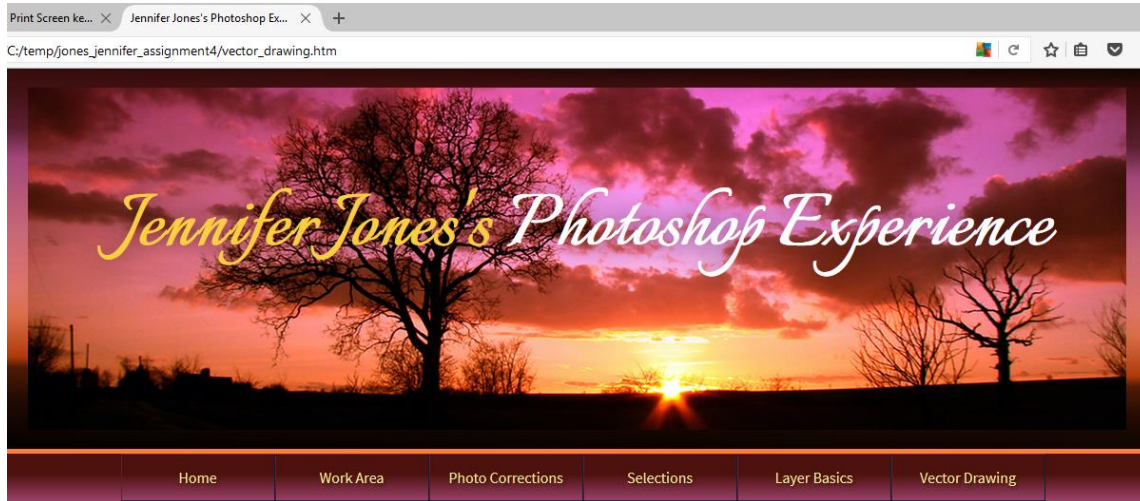 Print Screen ke... Jennifer Jones's Photoshop Ex...
C:/temp/jones_jennifer_assignment4/vector_drawing.htm
Jennifer Jones's Photoshop Experience
Home Work Area Photo Corrections Selections Layer Basics Vector Drawing